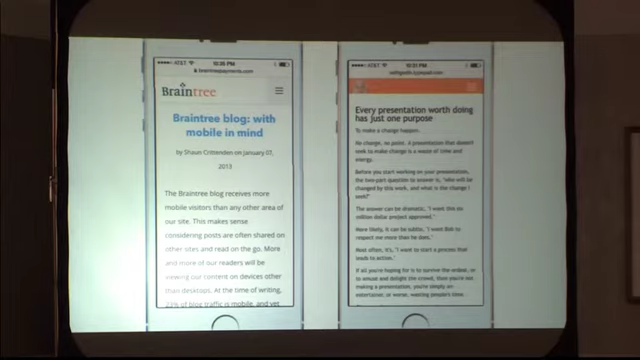 AT&T 10:26 PM
braintreepayments.com
Braintree
Braintree blog: with
mobile in mind
by Shaun Crittenden on January 07,
2013
The Braintree blog receives more
mobile visitors than any other area of
our site. This makes sense
considering posts are often shared on
other sites and read on the go. More
and more of our readers will be
viewing our content on devices other
than desktops. At the time of writing,
23% of blog traffic is mobile, and yet
AT&T 10:31 PM
sethgodin.typepad.com
Every presentation worth doing
has just one purpose
To make a change happen.
No change, no point. A presentation that doesn't
seek to make change is a waste of time and
energy.
Before you start working on your presentation,
the two-part question to answer is, "who will be
changed by this work, and what is the change I
seek?"
The answer can be dramatic. "I want this six
million dollar project approved."
More likely, it can be subtle. "I want Bob to
respect me more than he does."
Most often, it's, "I want to start a process that
leads to action."
If all you're hoping for is to survive the ordeal, or
to amuse and delight the crowd, then you're not
making a presentation, you're simply an
entertainer, or worse, wasting people's time.